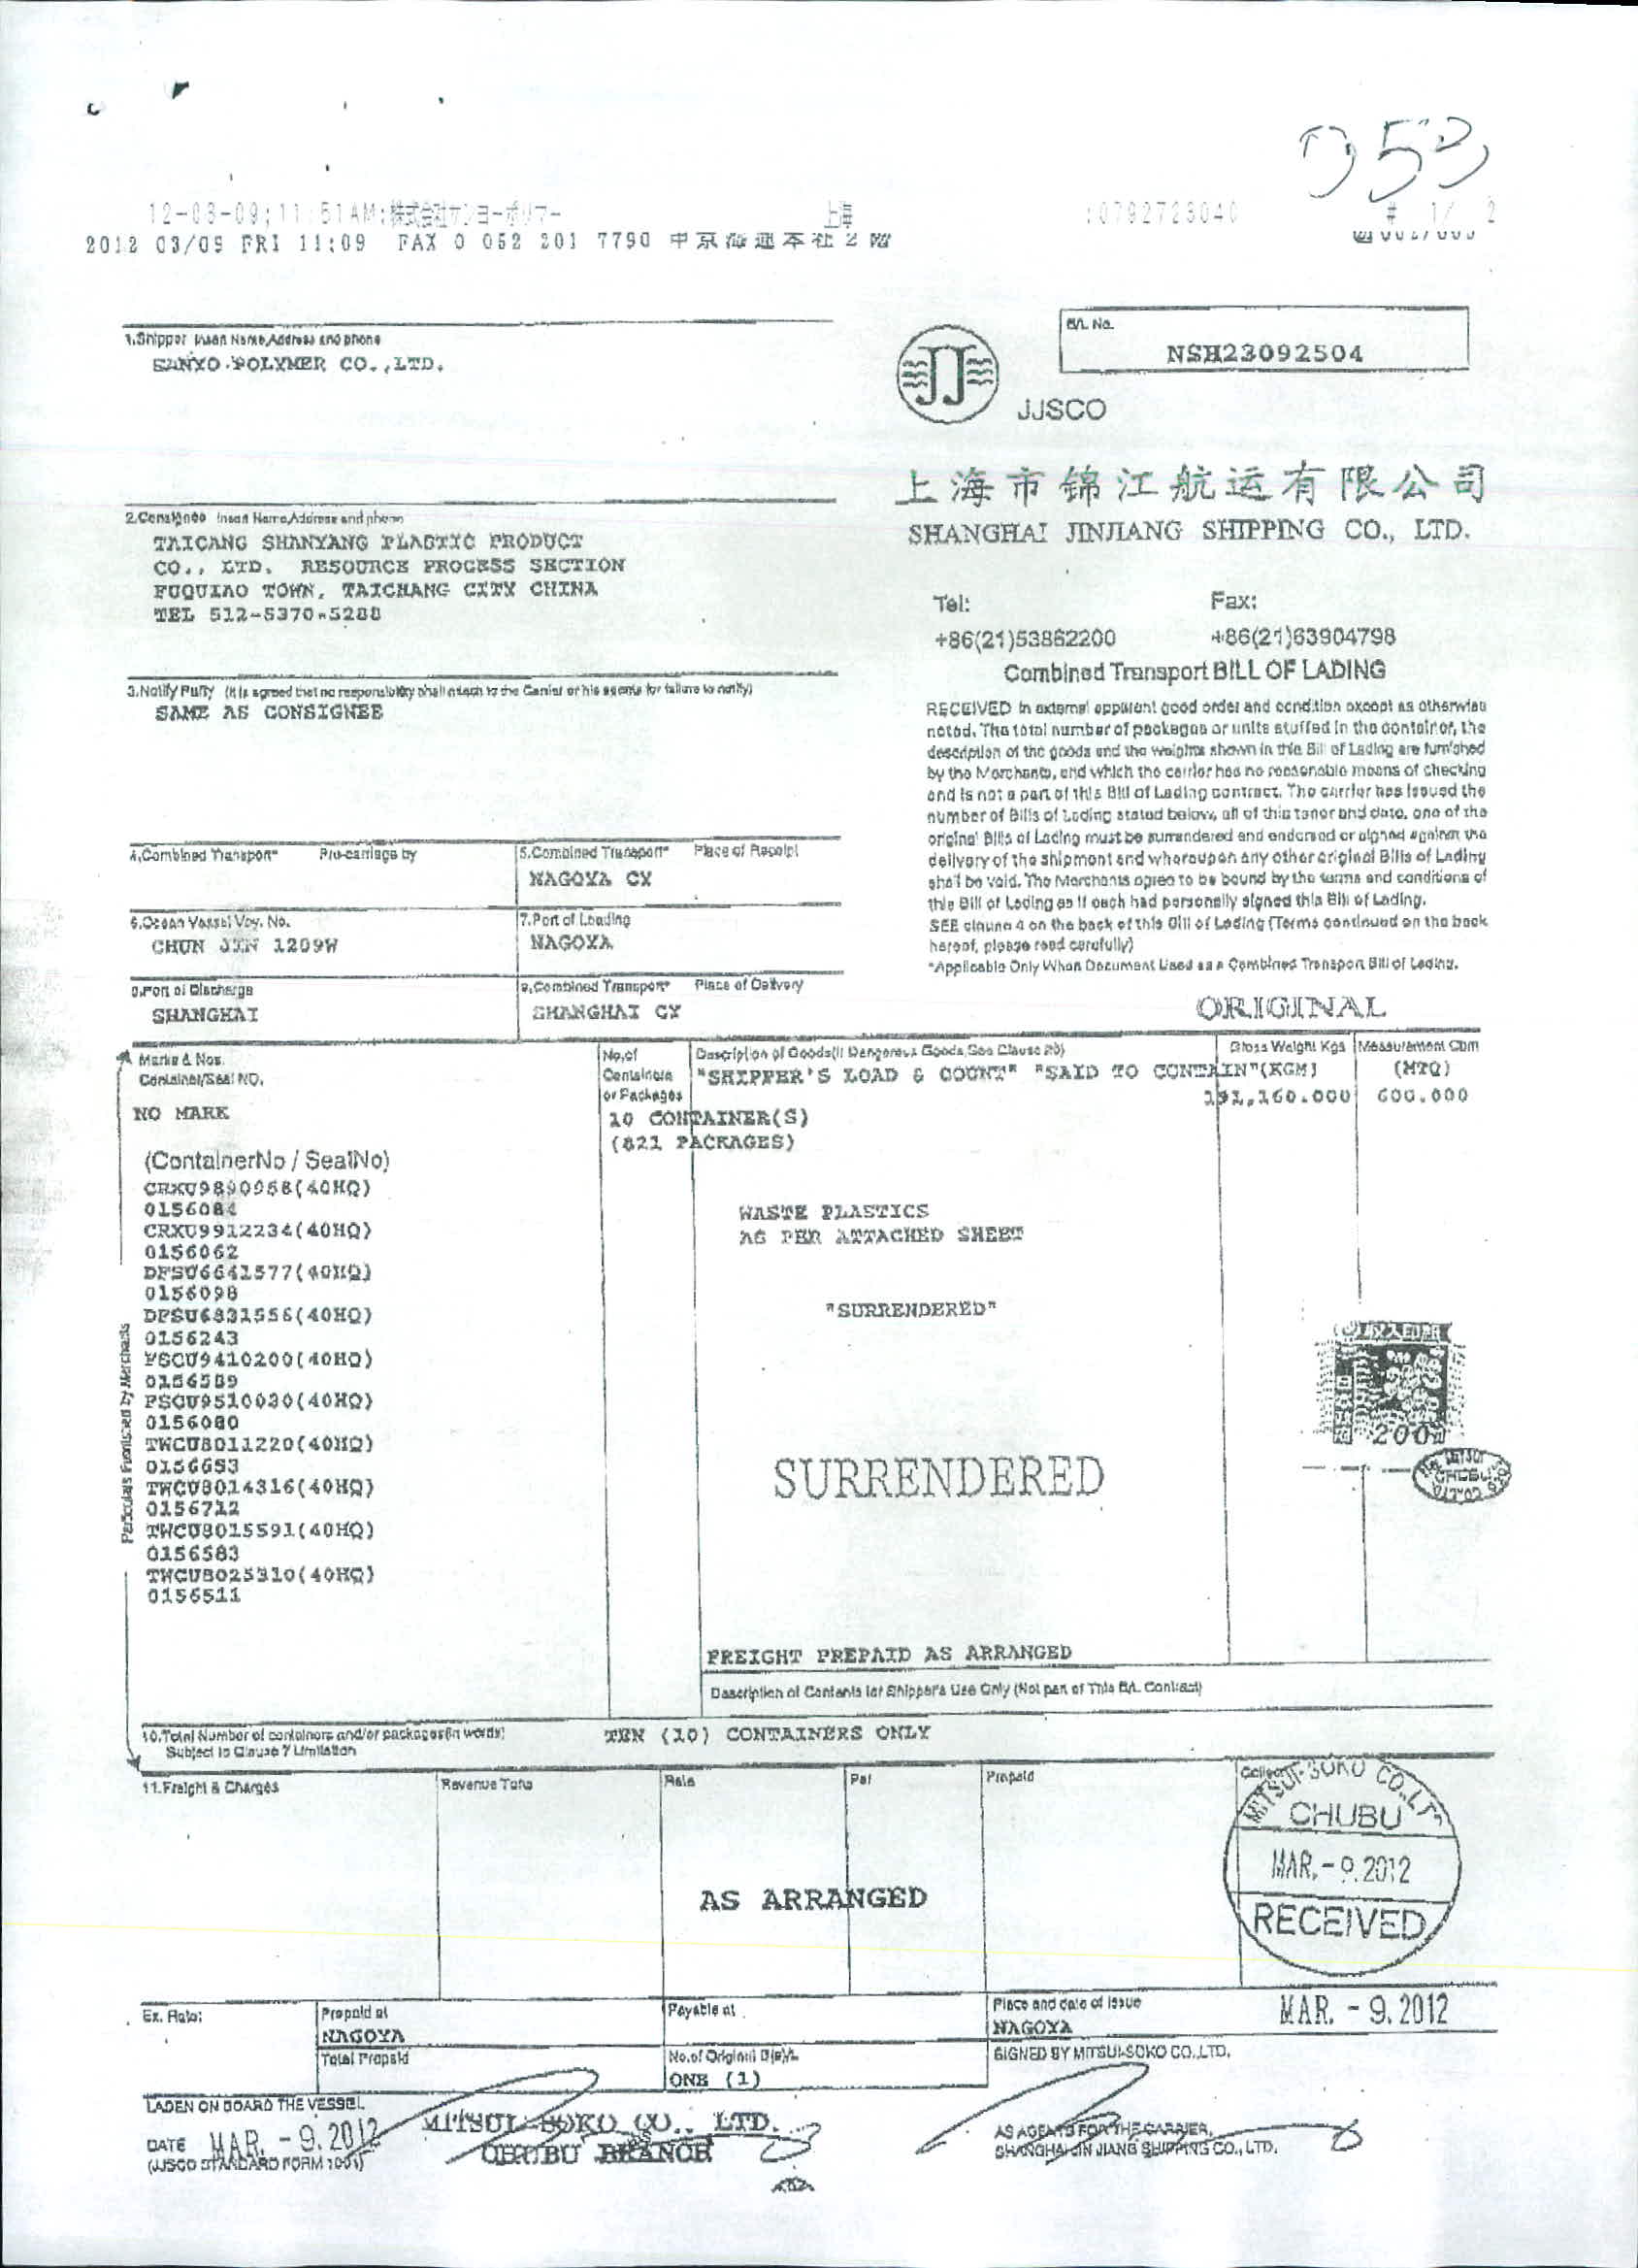 953
12-03-09;11:51AM;株式会社サンヨーポリマー 上海 ;0792723040 # 1/ 2
2012 03/09 FRI 11:09 FAX 0 052 201 7790 中京海運本社2階
1.Shipper Insert Name,Address and phone
SANYO POLYMER CO.,LTD.
B/L No.
NSH23092504
JJSCO
上海市锦江航运有限公司
SHANGHAI JINJIANG SHIPPING CO., LTD.
2.Consignee Insert Name,Address and phone
TAICANG SHANYANG PLASTIC PRODUCT
CO., LTD. RESOURCE PROCESS SECTION
FUQUIAO TOWN, TAICHANG CITY CHINA
TEL 512-5370-5288
Tel: Fax:
+86(21)53862200 +86(21)63904798
Combined Transport BILL OF LADING
3.Notify Party (It is agreed that no responsibility shall attach to the Carrier or his agents for failure to notify)
SAME AS CONSIGNEE
RECEIVED in external apparent good order and condition except as otherwise
noted. The total number of packages or units stuffed in the container, the
description of the goods and the weights shown in this Bill of Lading are furnished
by the Merchants, and which the carrier has no reasonable means of checking
and is not a part of this Bill of Lading contract. The carrier has issued the
number of Bills of Lading stated below, all of this tenor and date, one of the
original Bills of Lading must be surrendered and endorsed or signed against the
delivery of the shipment and whereupon any other original Bills of Lading
shall be void. The Merchants agree to be bound by the terms and conditions of
this Bill of Lading as if each had personally signed this Bill of Lading.
SEE clause 4 on the back of this Bill of Lading (Terms continued on the back
hereof, please read carefully)
*Applicable Only When Document Used as a Combined Transport Bill of Lading.
4.Combined Transport* Pre-carriage by
5.Combined Transport* Place of Receipt
NAGOYA CY
6.Ocean Vessel Voy. No.
CHUN JIN 1209W
7.Port of Loading
NAGOYA
8.Port of Discharge
SHANGHAI
9.Combined Transport* Place of Delivery
SHANGHAI CY
ORIGINAL
Marks & Nos.
Container/Seal NO.
No.of
Containers
or Packages
Description of Goods(If Dangerous Goods,See Clause 20)
Gross Weight Kgs
Measurement Cbm
"SHIPPER'S LOAD & COUNT" "SAID TO CONTAIN"(KGM) (MTQ)
NO MARK
191,160.000 600.000
10 CONTAINER(S)
(821 PACKAGES)
(ContainerNo / SealNo)
CRXU9890958(40HQ)
0156084
CRXU9912234(40HQ)
0156062
DFSU6641577(40HQ)
0156098
DFSU6831556(40HQ)
0156243
0156589
0156080
TWCU8011220(40HQ)
0156653
TWCU8014316(40HQ)
0156712
TWCU8015591(40HQ)
0156583
TWCU8025310(40HQ)
0156511
WASTE PLASTICS
AS PER ATTACHED SHEET
"SURRENDERED"
200
SURRENDERED
Particulars Furnished by Merchants
FREIGHT PREPAID AS ARRANGED
Description of Contents for Shipper's Use Only (Not part of This B/L Contract)
10.Total Number of containers and/or packages(in words)
Subject to Clause 7 Limitation
TEN (10) CONTAINERS ONLY
11.Freight & Charges Revenue Tons Rate Per Prepaid Collect
MITSUI-SOKO CO.,LTD
CHUBU
MAR.-9.2012
RECEIVED
AS ARRANGED
Ex. Rate:
Prepaid at
NAGOYA
Payable at
Place and date of issue
NAGOYA
MAR. - 9. 2012
Total Prepaid
No.of Original B(s)/L
ONE (1)
SIGNED BY MITSUI-SOKO CO.,LTD.
LADEN ON BOARD THE VESSEL
DATE MAR. - 9. 2012
(JJSCO STANDARD FORM 1001)
MITSUI-SOKO CO., LTD.
CHUBU BRANCH
AS AGENTS FOR THE CARRIER,
SHANGHAI JIN JIANG SHIPPING CO., LTD.